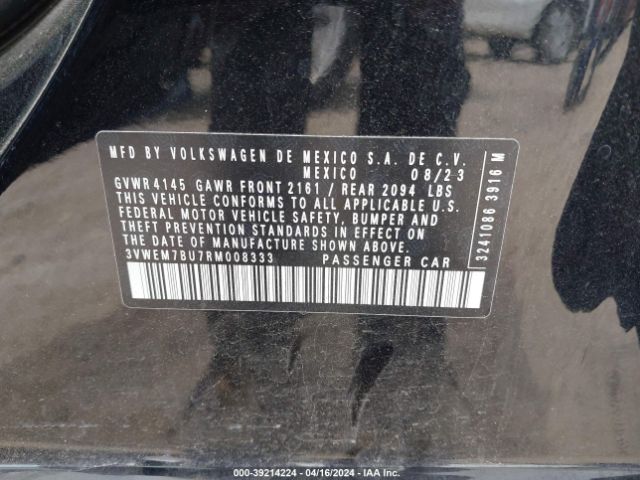 MFD BY VOLKSWAGEN DE MEXICO S.A. DE C.V.
MEXICO 08/23
GVWR 4145 GAWR FRONT 2161 / REAR 2094 LBS
THIS VEHICLE CONFORMS TO ALL APPLICABLE U.S.
FEDERAL MOTOR VEHICLE SAFETY, BUMPER AND
THEFT PREVENTION STANDARDS IN EFFECT ON
THE DATE OF MANUFACTURE SHOWN ABOVE.
3VWEM7BU7RM008333 PASSENGER CAR
3241086 3916 M
000-39214224 - 04/16/2024 - IAA Inc.